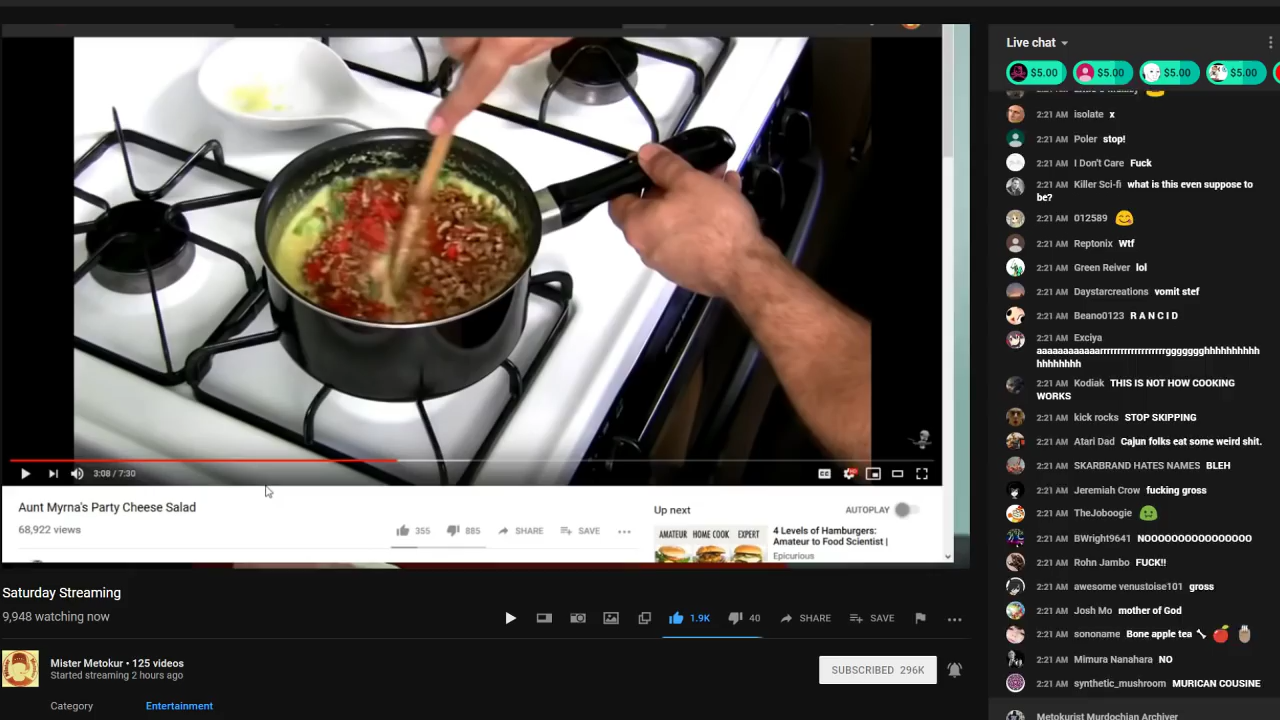 Live chat
$5.00 $5.00 $5.00 $5.00
2:21 AM isolate x
2:21 AM Poler stop!
2:21 AM I Don't Care Fuck
2:21 AM Killer Sci-fi what is this even suppose to
be?
2:21 AM 012589 😋
2:21 AM Reptonix Wtf
2:21 AM Green Reiver lol
2:21 AM Daystarcreations vomit stef
2:21 AM Beano0123 R A N C I D
2:21 AM Exciya
aaaaaaaaaaarrrrrrrrrrrrrrrrrrggggggghhhhhhhhhh
hhhhhhhh
2:21 AM Kodiak THIS IS NOT HOW COOKING
WORKS
2:21 AM kick rocks STOP SKIPPING
2:21 AM Atari Dad Cajun folks eat some weird shit.
2:21 AM SKARBRAND HATES NAMES BLEH
2:21 AM Jeremiah Crow fucking gross
2:21 AM TheJoboogie 🤢
2:21 AM BWright9641 NOOOOOOOOOOOOOOOO
2:21 AM Rohn Jambo FUCK!!
2:21 AM awesome venustoise101 gross
2:21 AM Josh Mo mother of God
2:21 AM sononame Bone apple tea 🦴 🍎
2:21 AM Mimura Nanahara NO
2:21 AM synthetic_mushroom MURICAN COUSINE
Metokurist Murdochian Archiver
3:08 / 7:30
CC
Aunt Myrna's Party Cheese Salad
68,922 views
355 885 SHARE SAVE
Up next AUTOPLAY
AMATEUR HOME COOK EXPERT
4 Levels of Hamburgers:
Amateur to Food Scientist |
Epicurious
Saturday Streaming
9,948 watching now
1.9K 40 SHARE SAVE
Mister Metokur • 125 videos
Started streaming 2 hours ago
SUBSCRIBED 296K
Category Entertainment